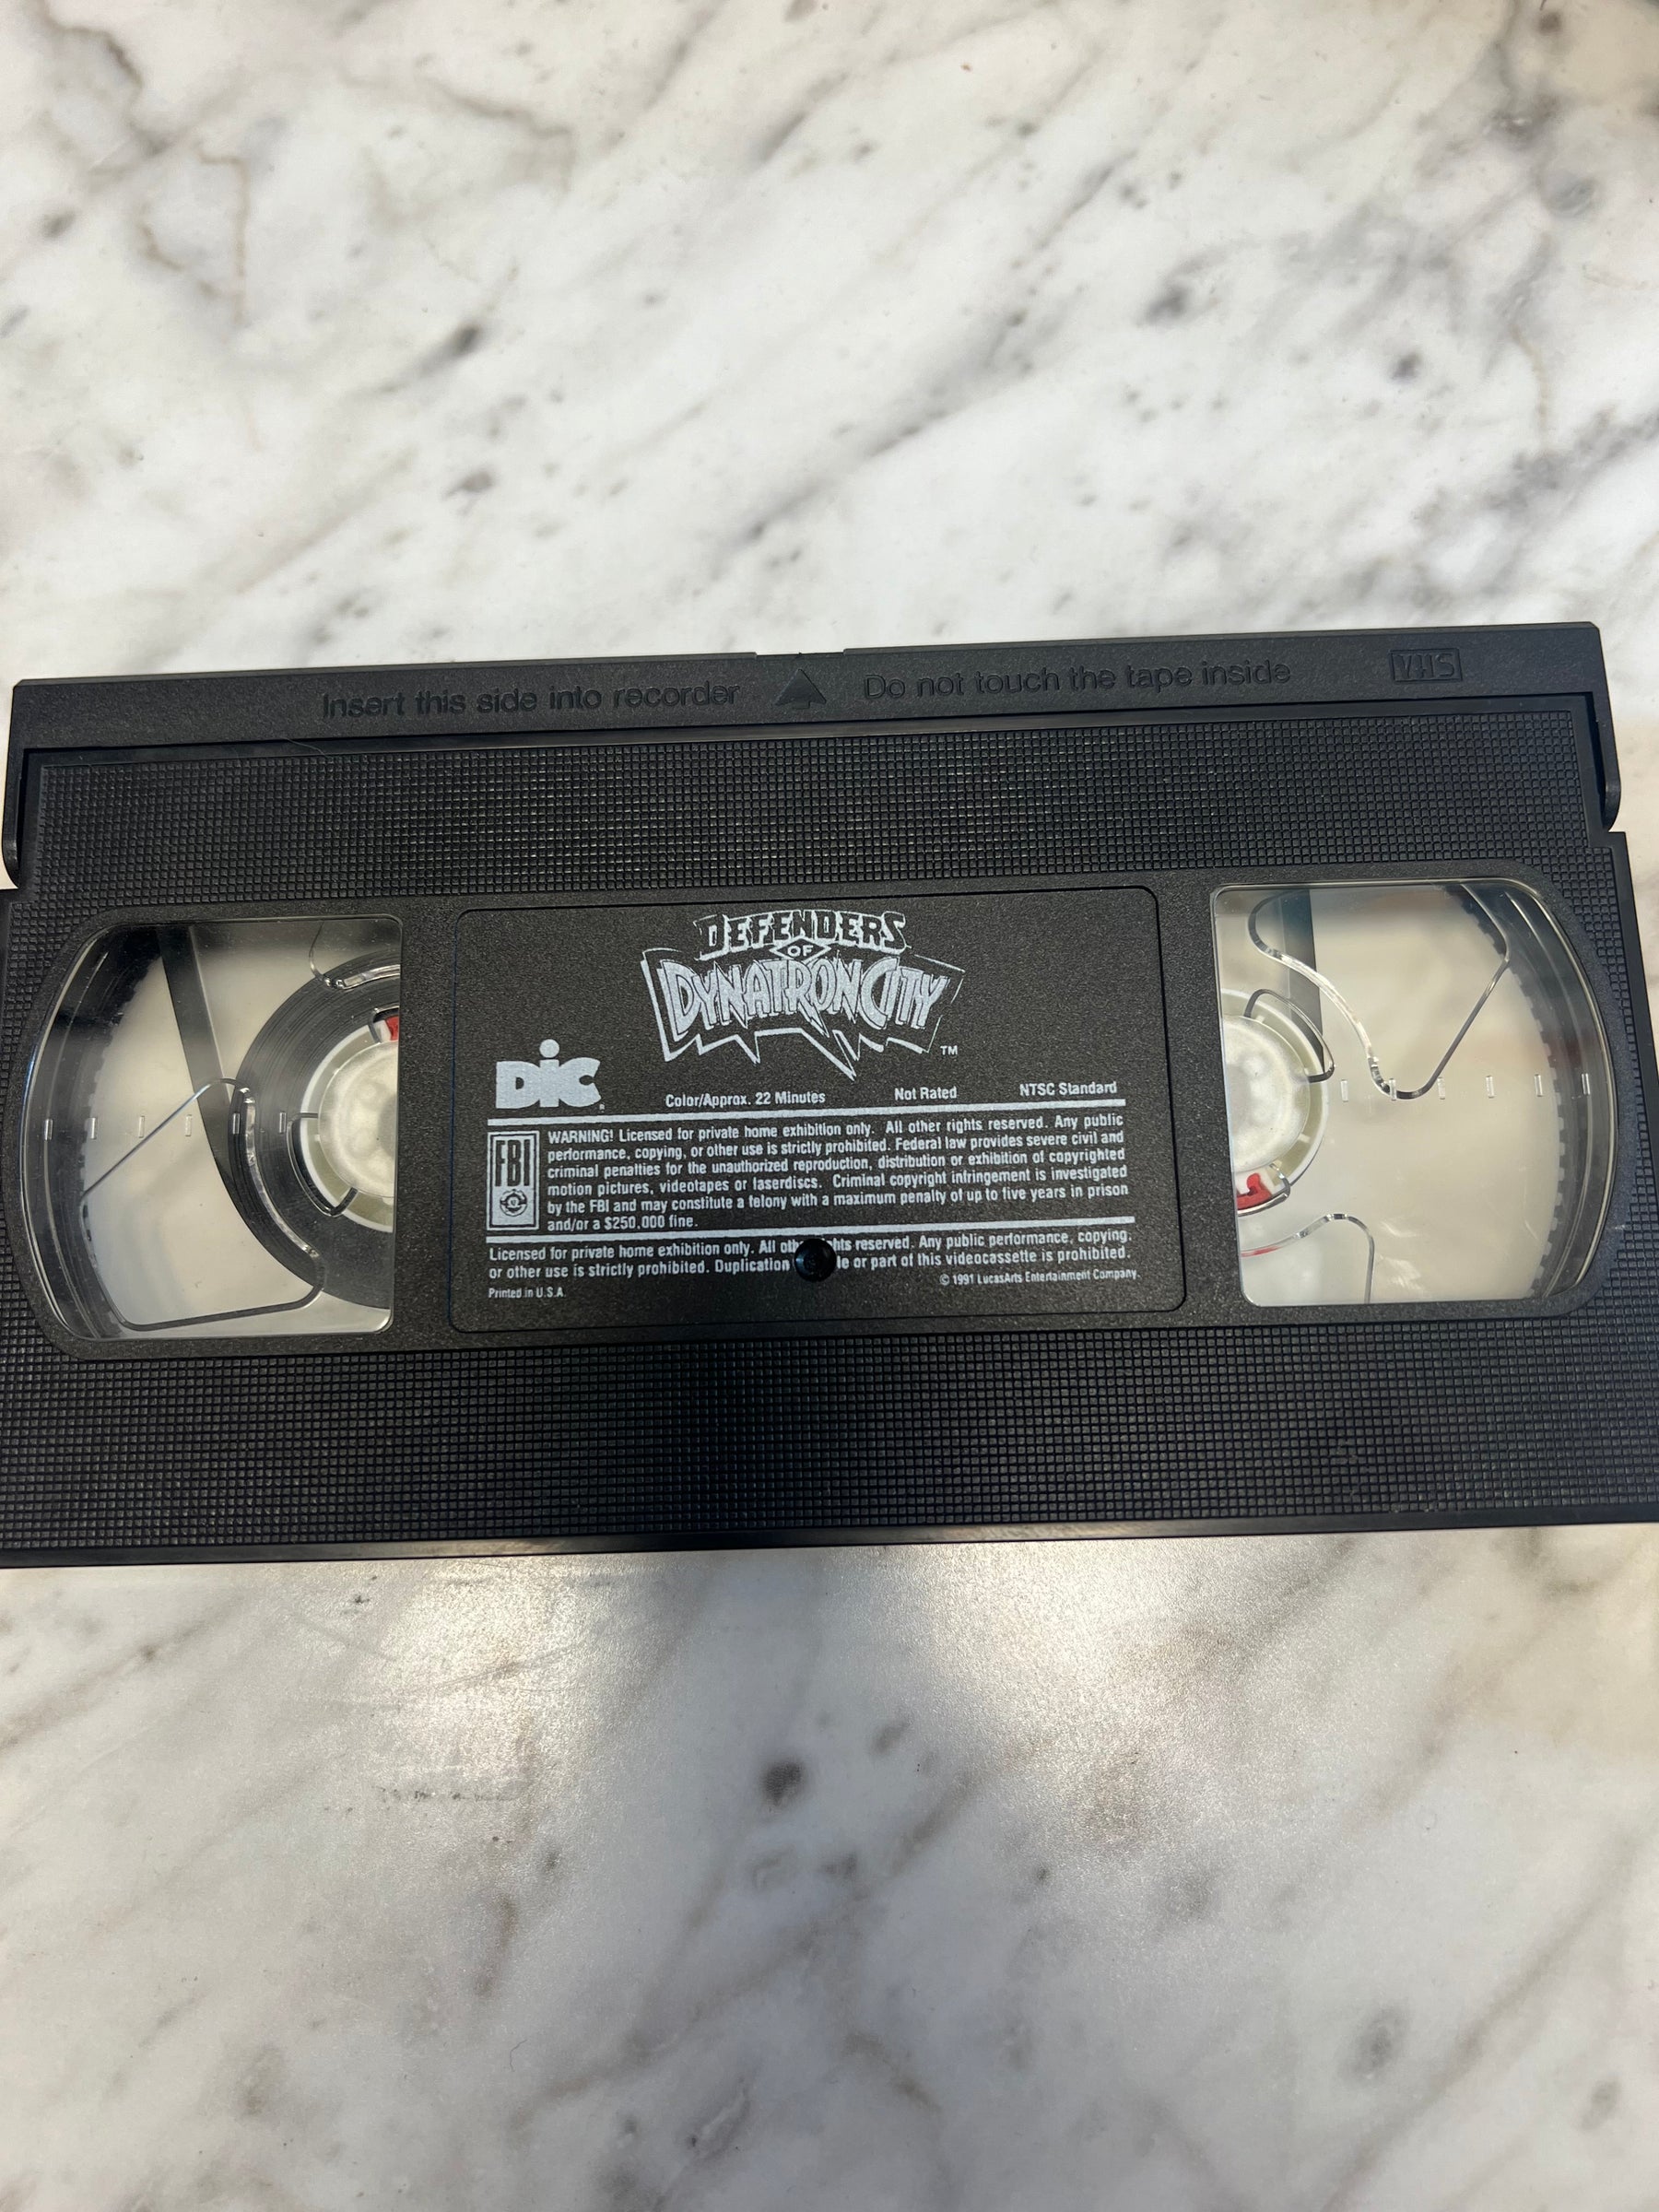 Insert this side into recorder Do not touch the tape inside VHS
DEFENDERS
OF
DYNATRON CITY
TM
DiC
Color/Approx. 22 Minutes Not Rated NTSC Standard
FBI
WARNING! Licensed for private home exhibition only. All other rights reserved. Any public
performance, copying, or other use is strictly prohibited. Federal law provides severe civil and
criminal penalties for the unauthorized reproduction, distribution or exhibition of copyrighted
motion pictures, videotapes or laserdiscs. Criminal copyright infringement is investigated
by the FBI and may constitute a felony with a maximum penalty of up to five years in prison
and/or a $250,000 fine.
Licensed for private home exhibition only. All oth hts reserved. Any public performance, copying,
or other use is strictly prohibited. Duplication le or part of this videocassette is prohibited.
Printed in U.S.A. © 1991 LucasArts Entertainment Company.